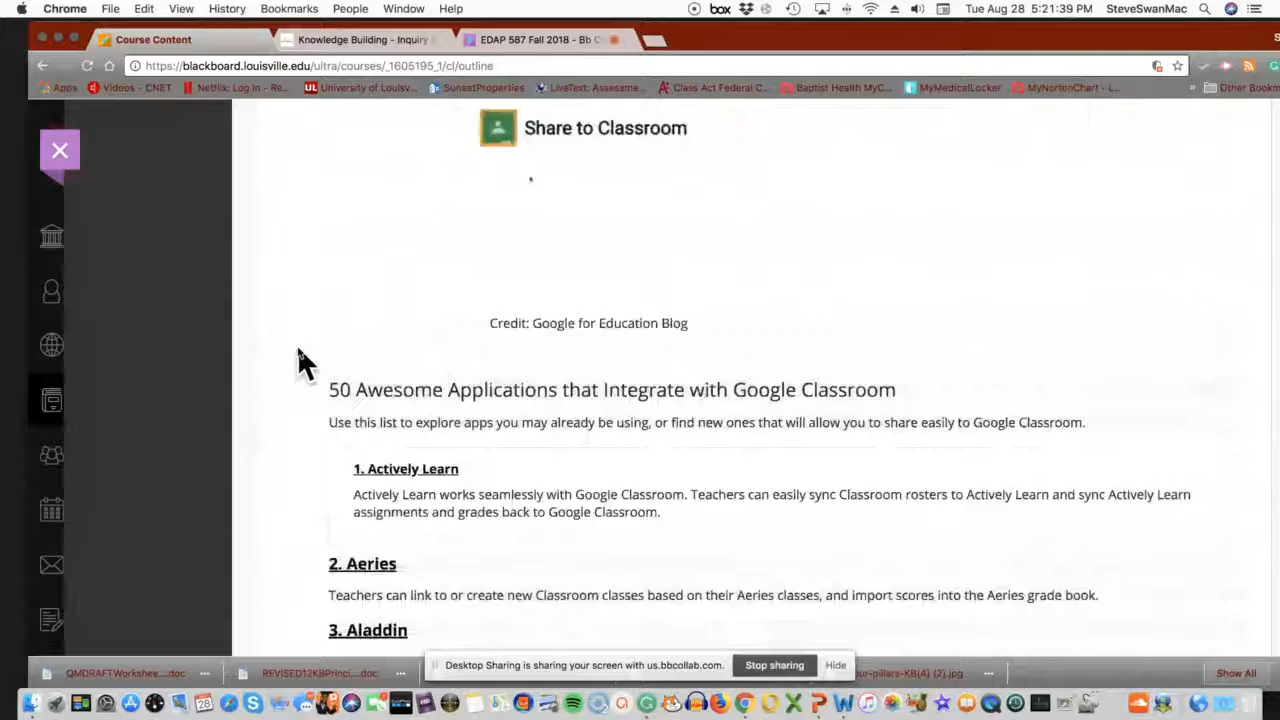 Chrome File Edit View History Bookmarks People Window Help box Tue Aug 28 5:21:39 PM SteveSwanMac
Course Content Knowledge Building - Inquiry EDAP 587 Fall 2018 - Bb C
https://blackboard.louisville.edu/ultra/courses/_1605195_1/cl/outline
Apps Videos - CNET Netflix: Log In - Re... University of Louisv... SunsetProperties LiveText: Assessme... Class Act Federal C... Baptist Health MyC... MyMedicalLocker MyNortonChart - L... » Other Bookm
Share to Classroom
Credit: Google for Education Blog
50 Awesome Applications that Integrate with Google Classroom
Use this list to explore apps you may already be using, or find new ones that will allow you to share easily to Google Classroom.
1. Actively Learn
Actively Learn works seamlessly with Google Classroom. Teachers can easily sync Classroom rosters to Actively Learn and sync Actively Learn
assignments and grades back to Google Classroom.
2. Aeries
Teachers can link to or create new Classroom classes based on their Aeries classes, and import scores into the Aeries grade book.
3. Aladdin
QMDRAFTWorkshee....doc REVISED12KBPrinci....doc Desktop Sharing is sharing your screen with us.bbcollab.com. Stop sharing Hide our-pillars-KB(4) (2).jpg Show All